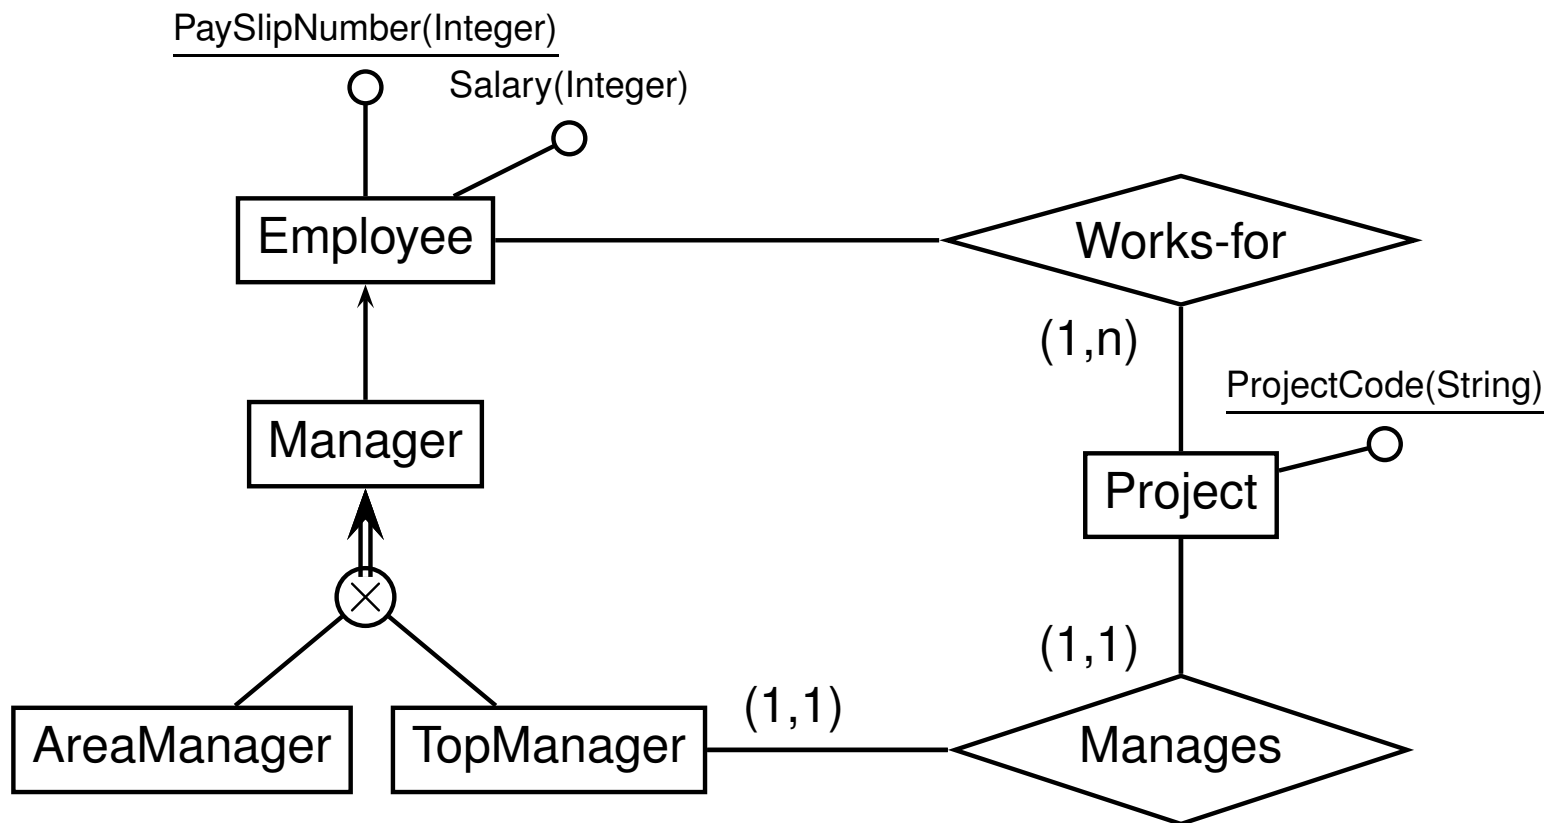 PaySlipNumber(Integer)
Salary(Integer)
Employee
Works-for
(1,n)
ProjectCode(String)
Manager
Project
(1,1)
(1,1)
AreaManager
TopManager
Manages